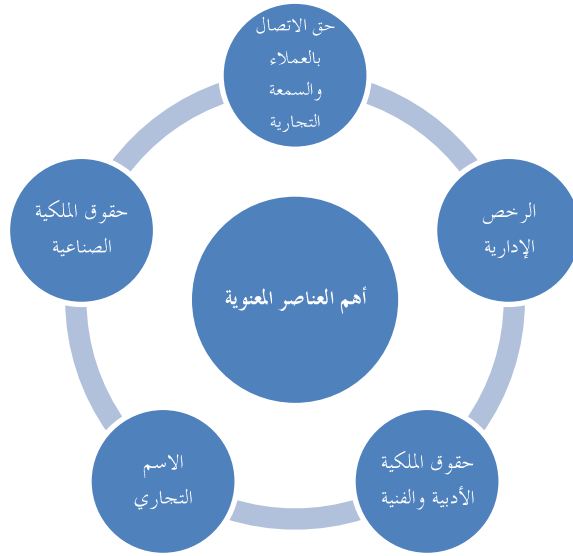 حق الاتصال
بالعملاء
والسمعة
التجارية
الرخص
الإدارية
حقوق الملكية
الأدبية والفنية
الاسم
التجاري
حقوق الملكية
الصناعية
أهم العناصر المعنوية